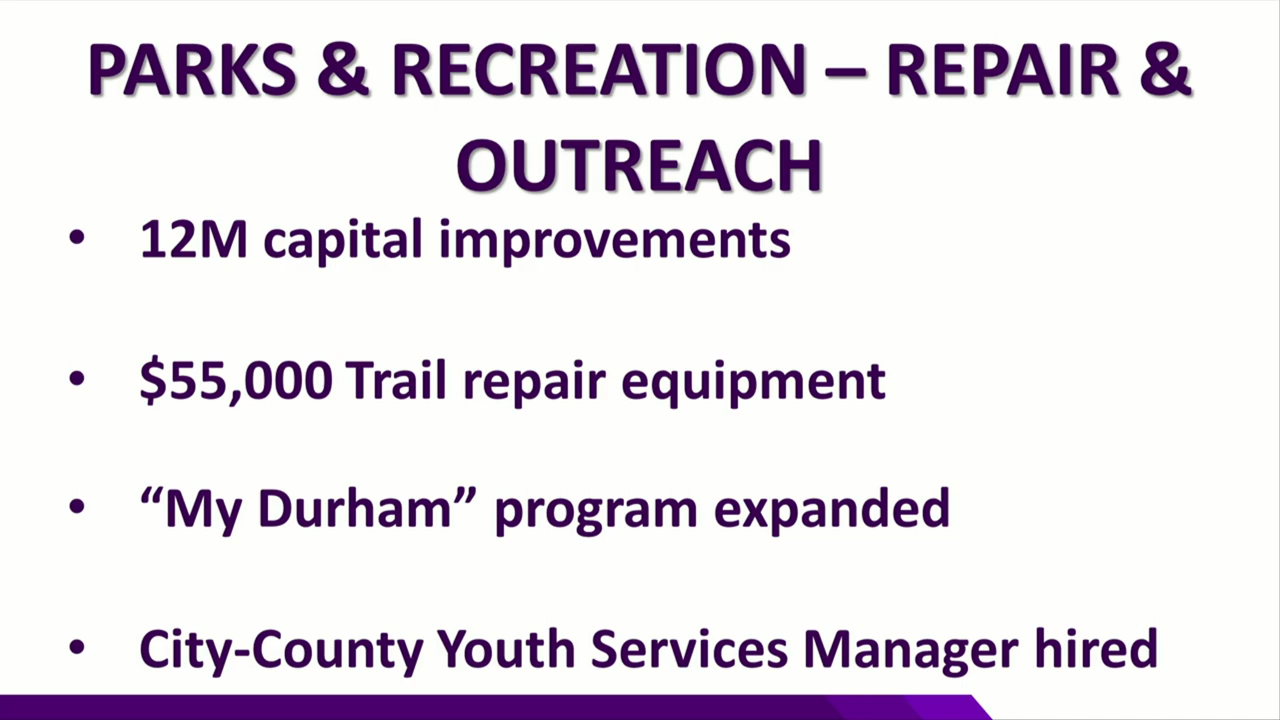 PARKS & RECREATION – REPAIR &
OUTREACH
• 12M capital improvements
• $55,000 Trail repair equipment
• “My Durham” program expanded
• City-County Youth Services Manager hired